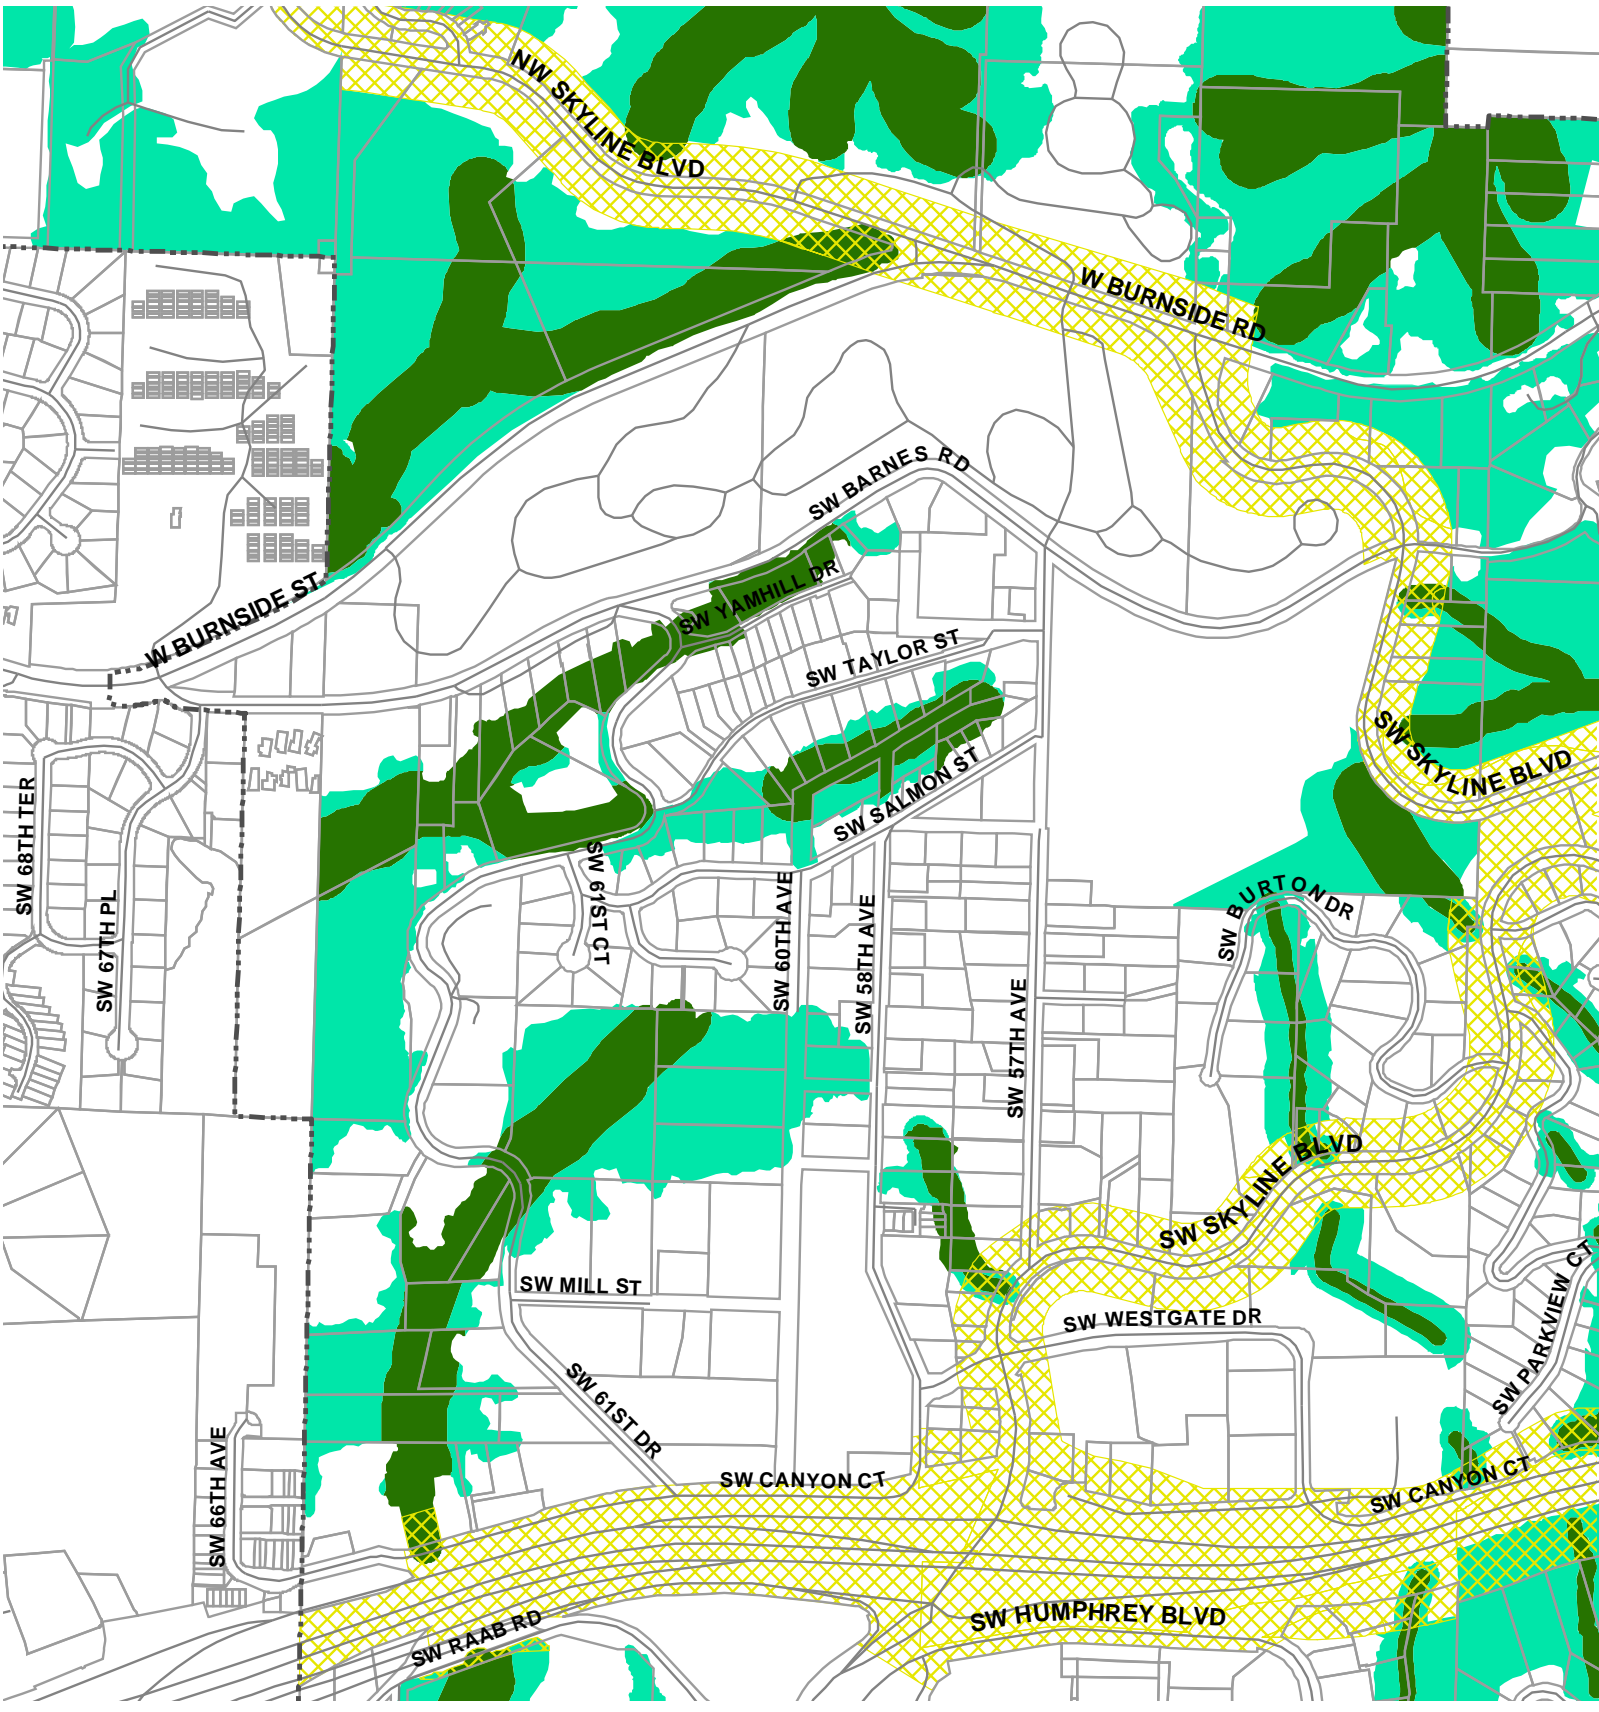 NW SKYLINE BLVD
W BURNSIDE RD
SW BARNES RD
SW YAMHILL DR
W BURNSIDE ST
SW TAYLOR ST
SW SKYLINE BLVD
SW SALMON ST
SW 68TH TER
SW 67TH PL
SW 61ST CT
SW 60TH AVE
SW 58TH AVE
SW 57TH AVE
SW BURTON DR
SW SKYLINE BLVD
SW MILL ST
SW WESTGATE DR
SW PARKVIEW CT
SW 61ST DR
SW 66TH AVE
SW CANYON CT
SW CANYON CT
SW RAAB RD
SW HUMPHREY BLVD